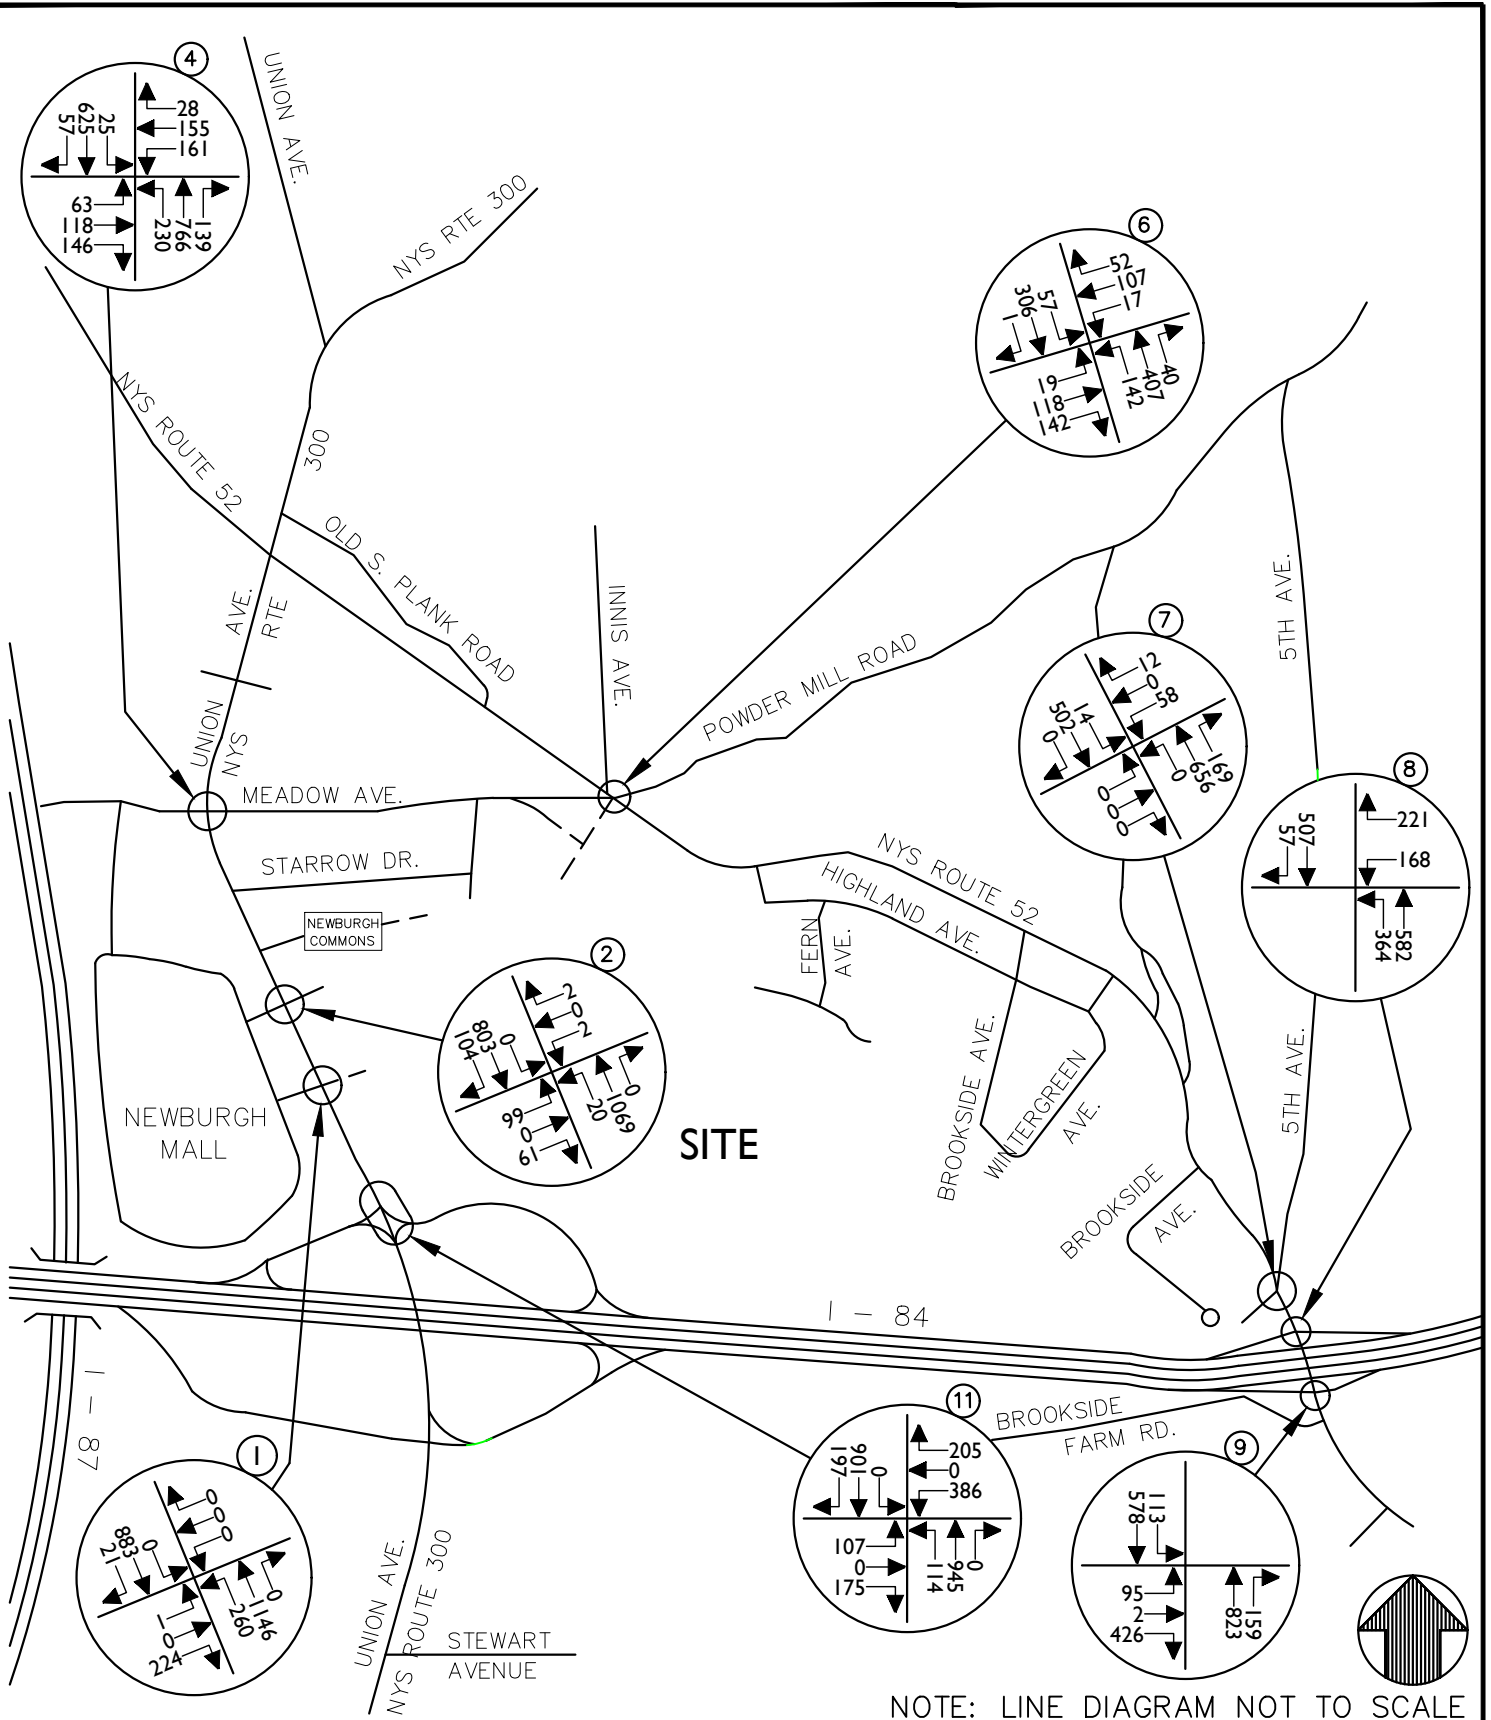 4
28
155
161
25
625
57
63
118
146
230
766
139
UNION AVE.
NYS RTE 300
6
52
107
17
57
306
1
19
118
142
142
407
40
NYS ROUTE 52
300
OLD S. PLANK ROAD
AVE.
RTE
INNIS AVE.
5TH AVE.
POWDER MILL ROAD
UNION
NYS
7
12
0
58
14
502
0
0
0
0
0
656
169
8
221
168
507
57
364
582
MEADOW AVE.
STARROW DR.
NYS ROUTE 52
HIGHLAND AVE.
FERN
AVE.
NEWBURGH
COMMONS
2
2
0
2
0
803
104
99
0
61
20
1069
0
SITE
NEWBURGH
MALL
BROOKSIDE AVE.
WINTERGREEN
AVE.
5TH AVE.
BROOKSIDE
AVE.
I - 84
I - 87
11
205
0
386
0
901
197
107
0
175
114
945
0
BROOKSIDE
FARM RD.
9
113
578
95
2
426
823
159
1
0
0
0
0
883
21
1
0
224
260
1146
0
UNION AVE.
NYS ROUTE 300
STEWART
AVENUE
NOTE: LINE DIAGRAM NOT TO SCALE